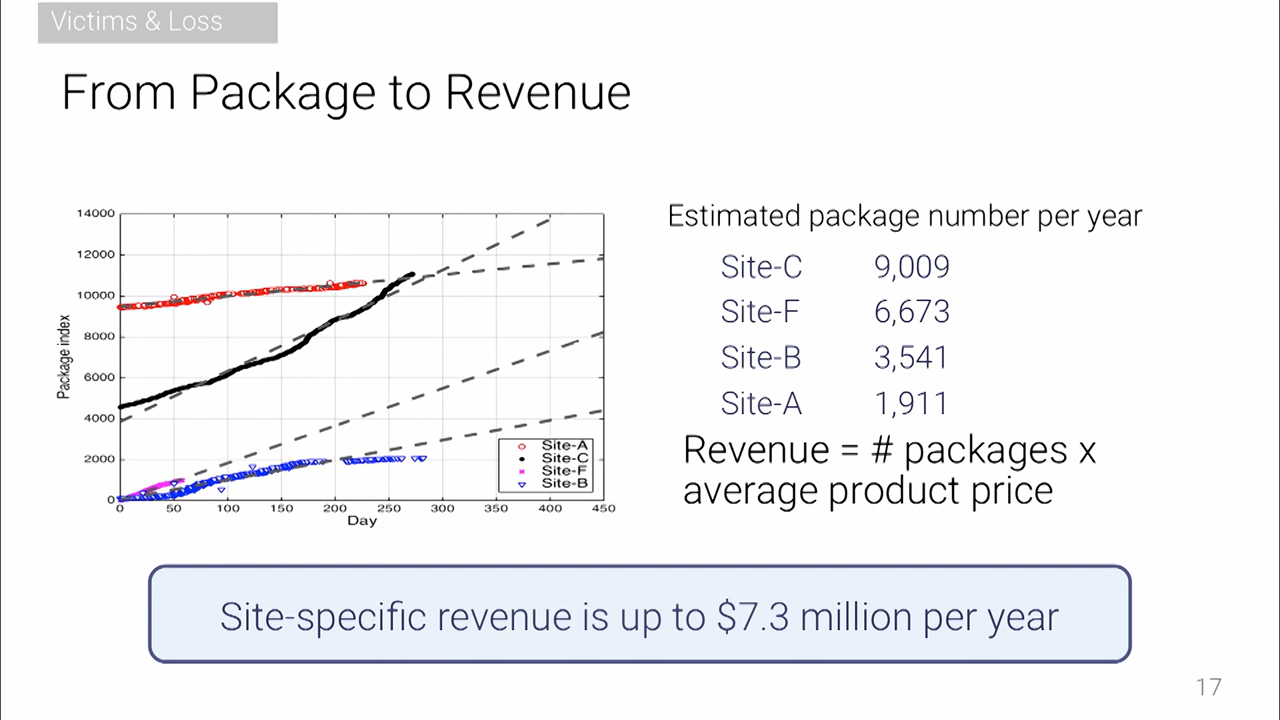 Victims & Loss
From Package to Revenue
14000
12000
10000
8000
6000
4000
2000
0
Package index
0 50 100 150 200 250 300 350 400 450
Day
Site-A
Site-C
Site-F
Site-B
Estimated package number per year
Site-C 9,009
Site-F 6,673
Site-B 3,541
Site-A 1,911
Revenue = # packages x
average product price
Site-specific revenue is up to $7.3 million per year
17